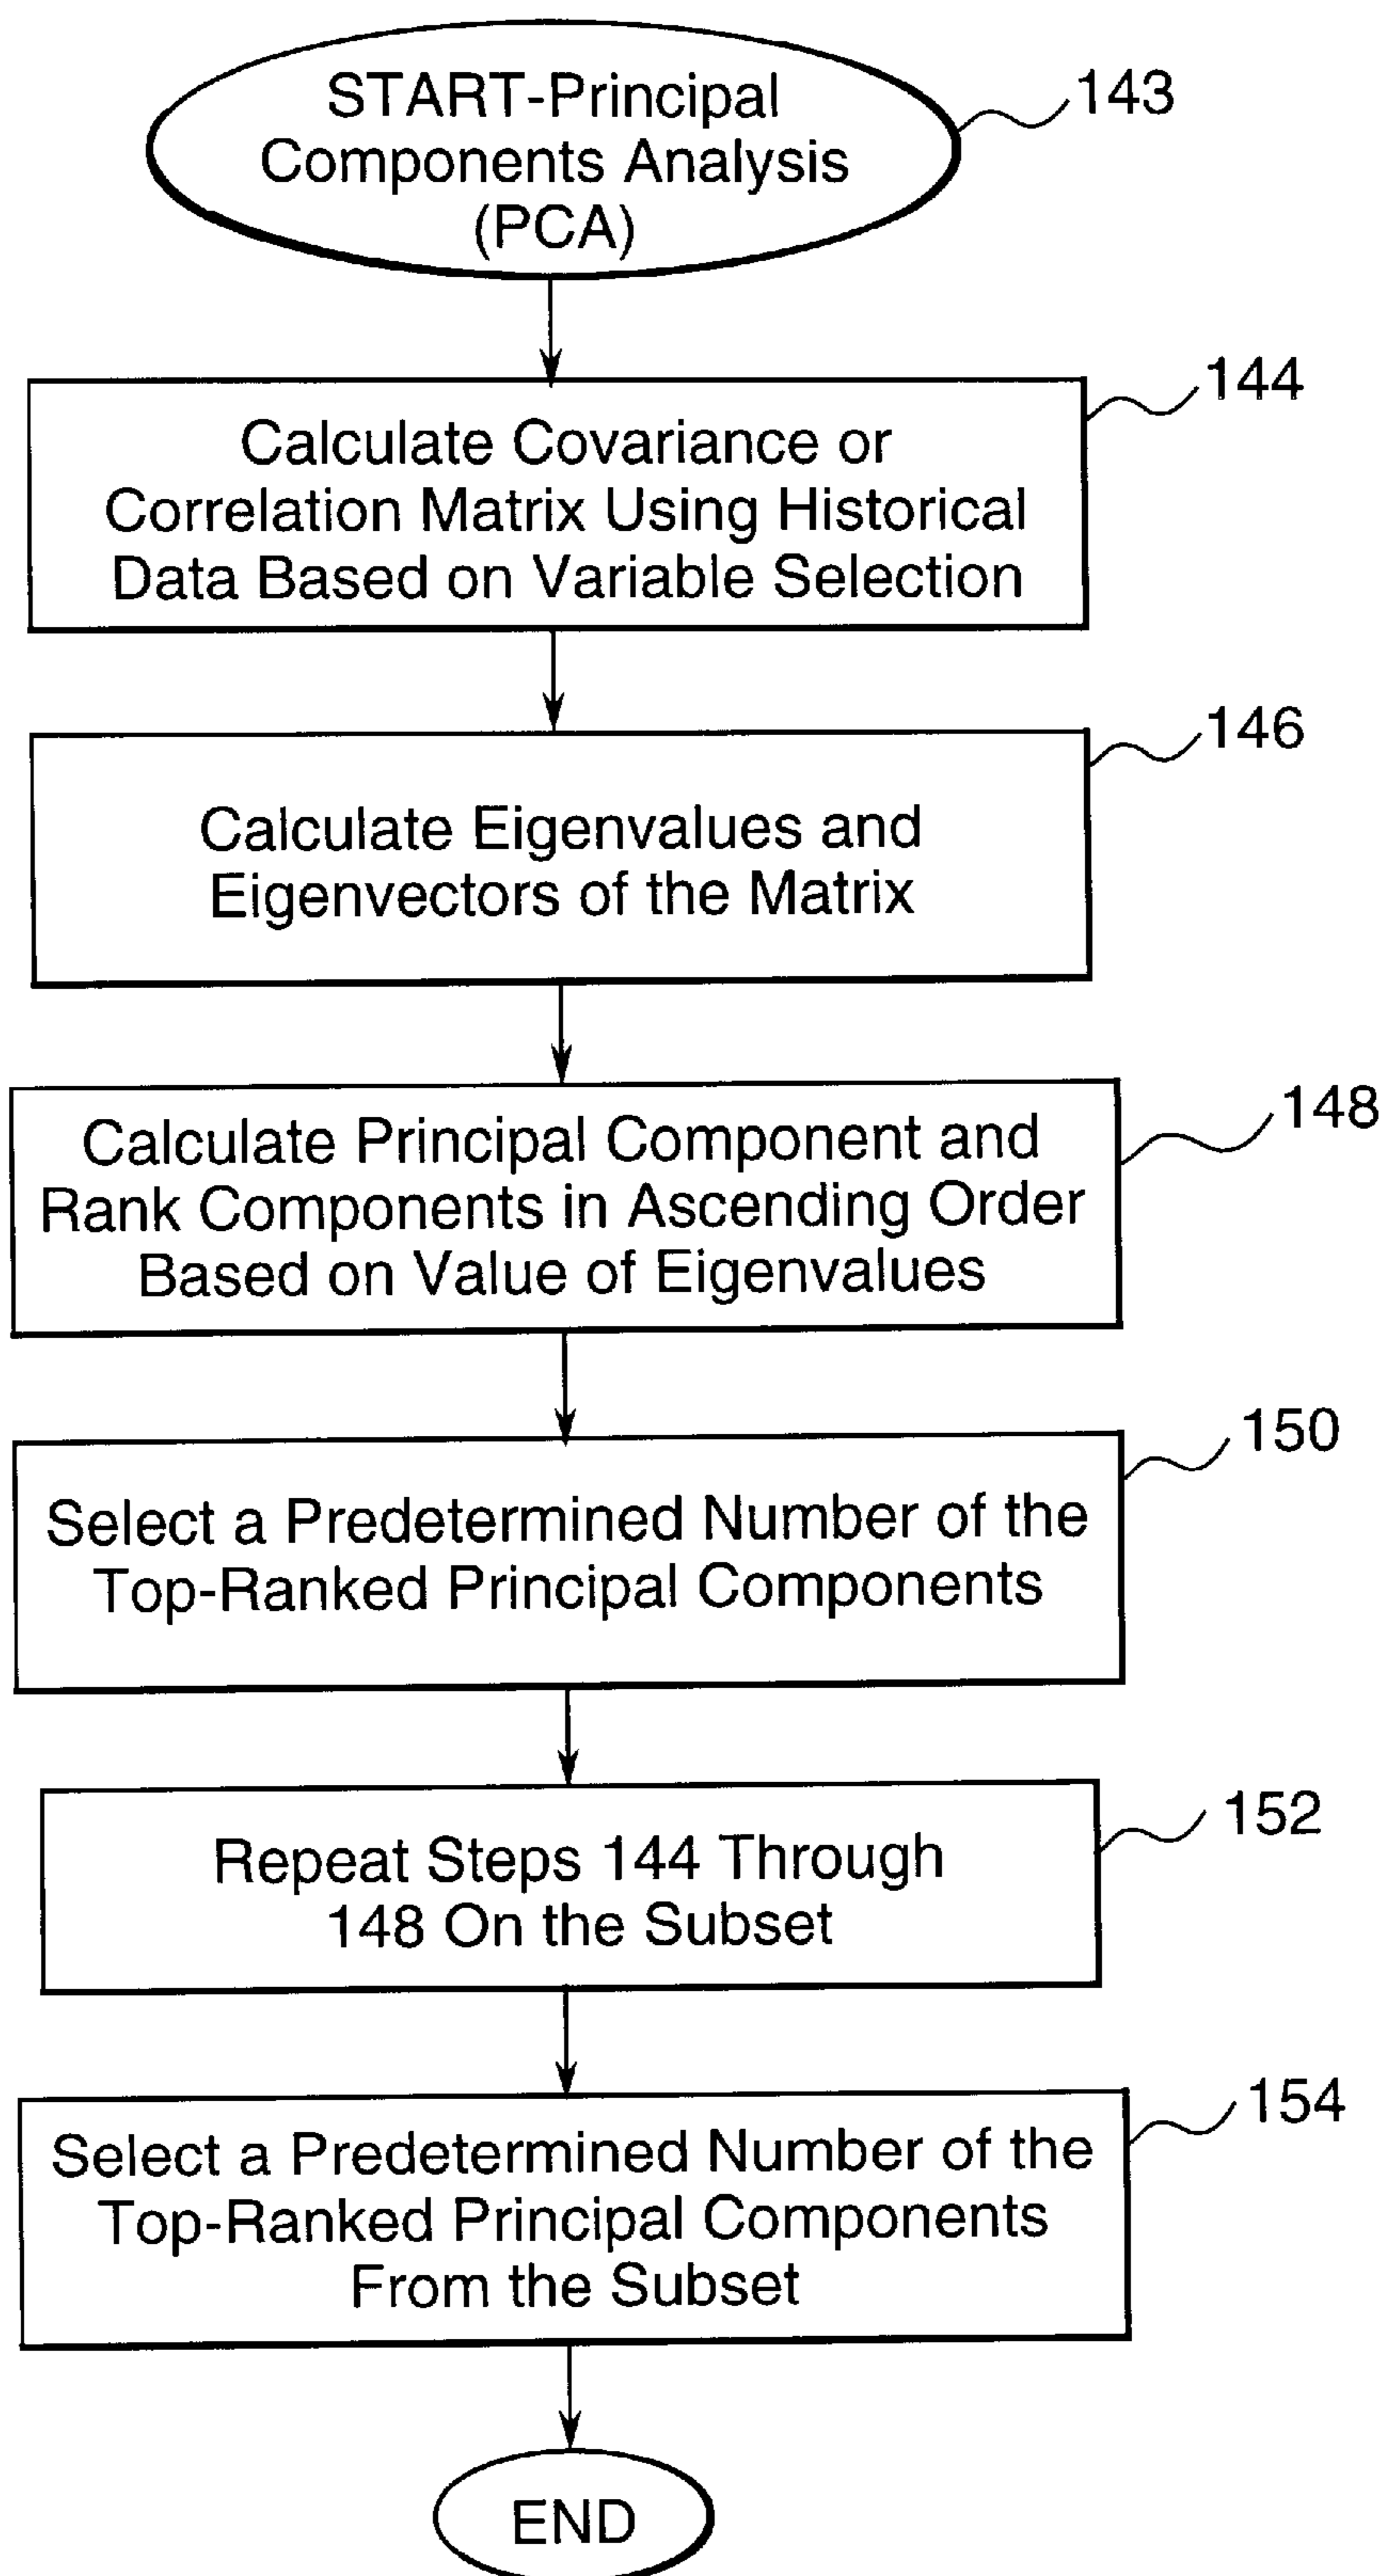 START-Principal
Components Analysis
(PCA)
143
144
Calculate Covariance or
Correlation Matrix Using Historical
Data Based on Variable Selection
146
Calculate Eigenvalues and
Eigenvectors of the Matrix
148
Calculate Principal Component and
Rank Components in Ascending Order
Based on Value of Eigenvalues
150
Select a Predetermined Number of the
Top-Ranked Principal Components
152
Repeat Steps 144 Through
148 On the Subset
154
Select a Predetermined Number of the
Top-Ranked Principal Components
From the Subset
END